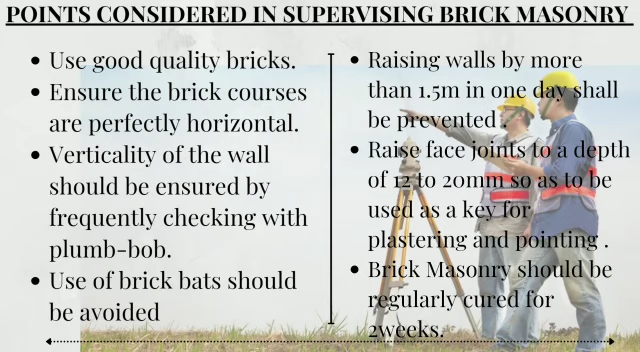 POINTS CONSIDERED IN SUPERVISING BRICK MASONRY
• Use good quality bricks.
• Ensure the brick courses
are perfectly horizontal.
• Verticality of the wall
should be ensured by
frequently checking with
plumb-bob.
• Use of brick bats should
be avoided
• Raising walls by more
than 1.5m in one day shall
be prevented .
• Raise face joints to a depth
of 12 to 20mm so as to be
used as a key for
plastering and pointing .
• Brick Masonry should be
regularly cured for
2weeks.